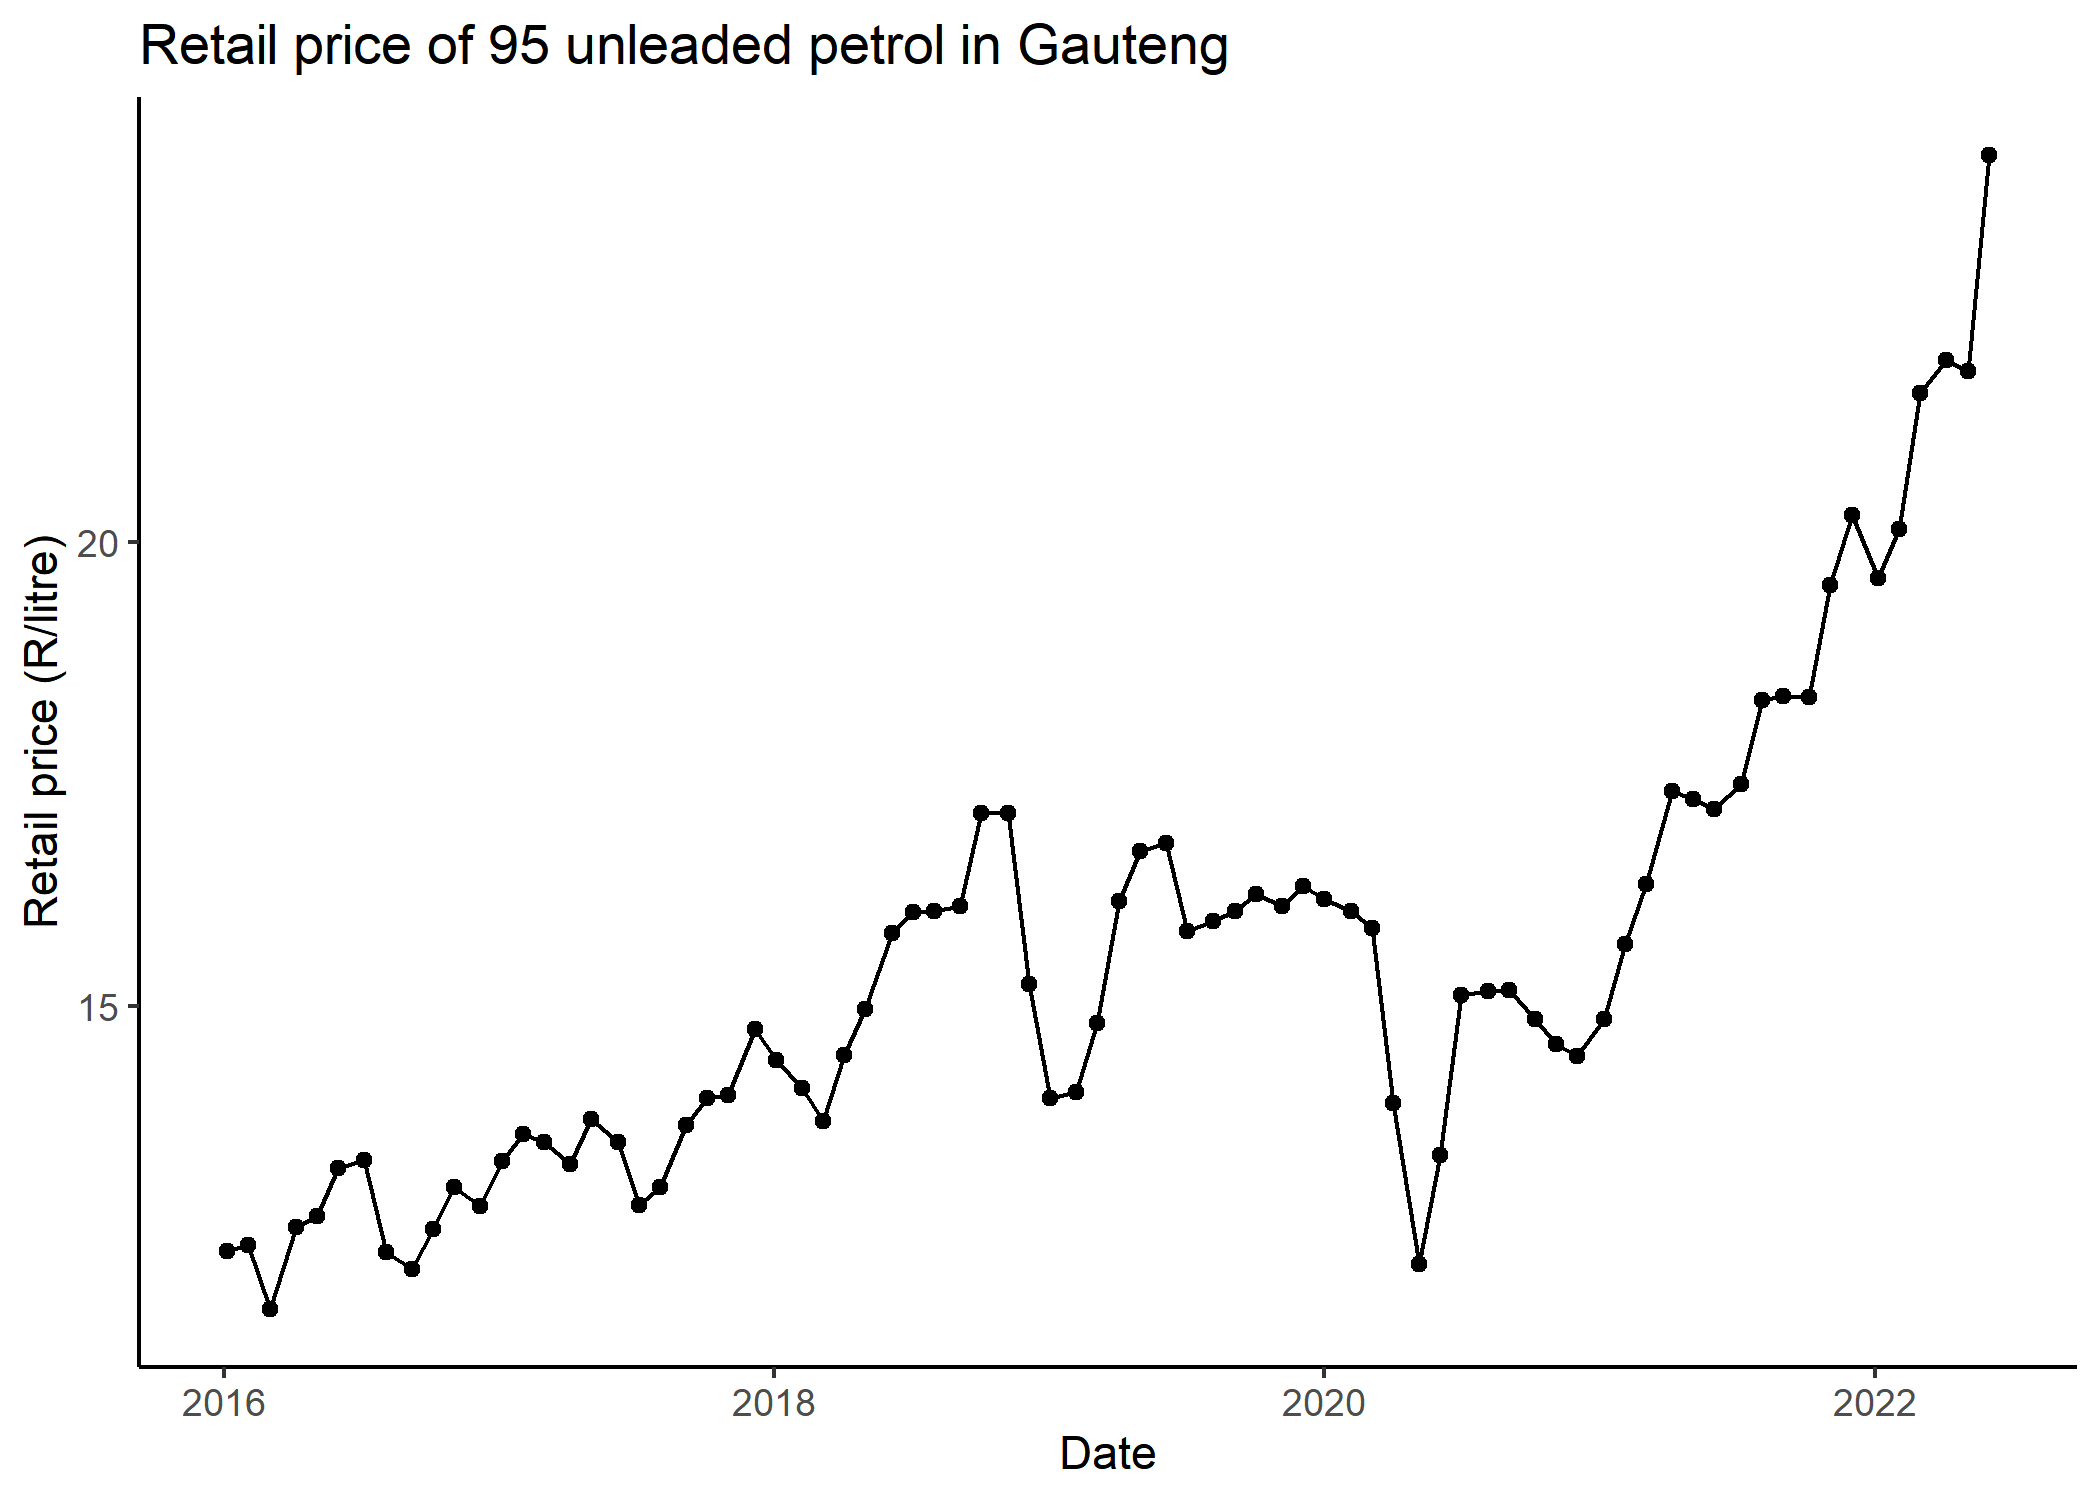 Retail price of 95 unleaded petrol in Gauteng
Retail price (R/litre)
20
15
2016
2018
2020
2022
Date